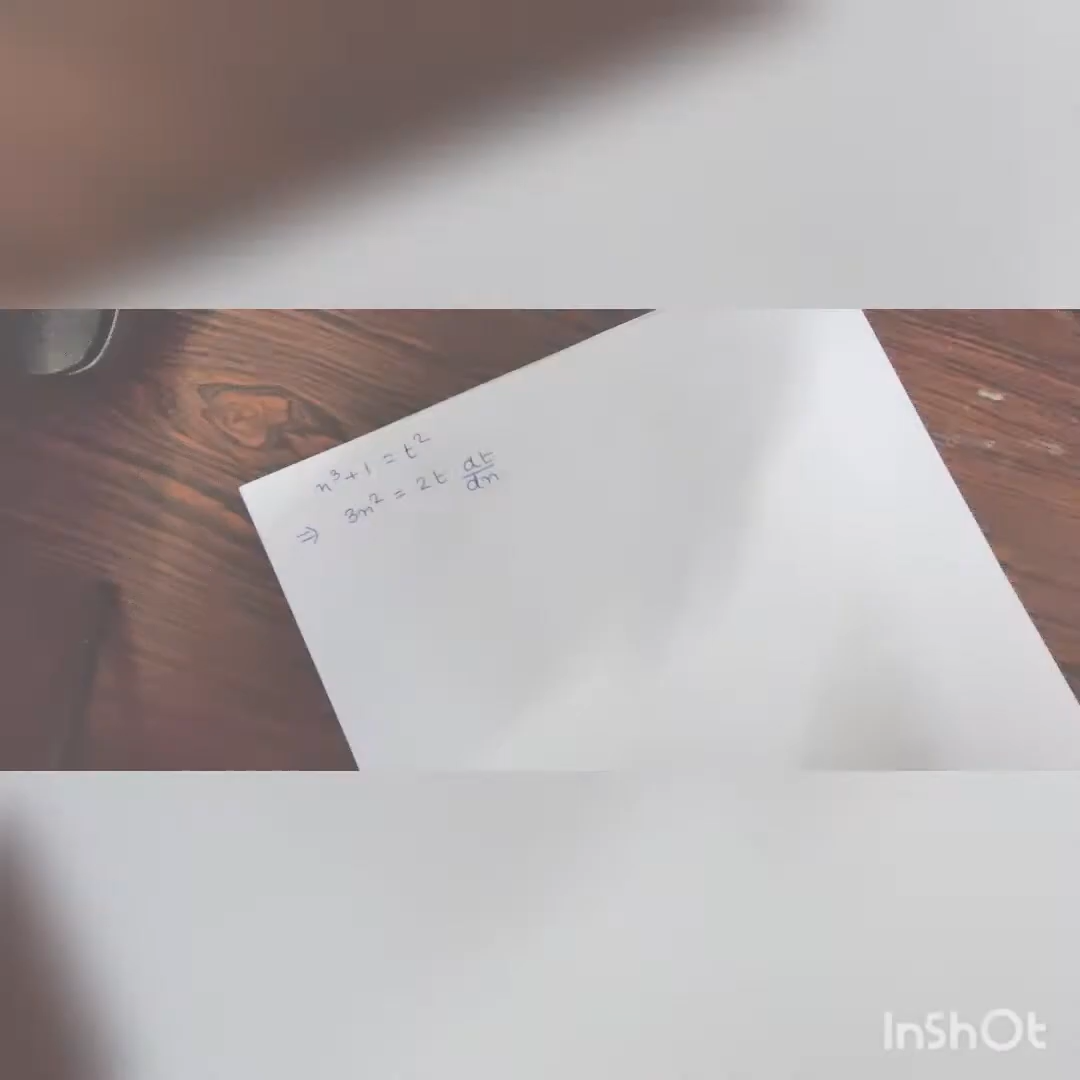 x³+1 = t²
⇒ 3x² = 2t dt/dx
InShOt